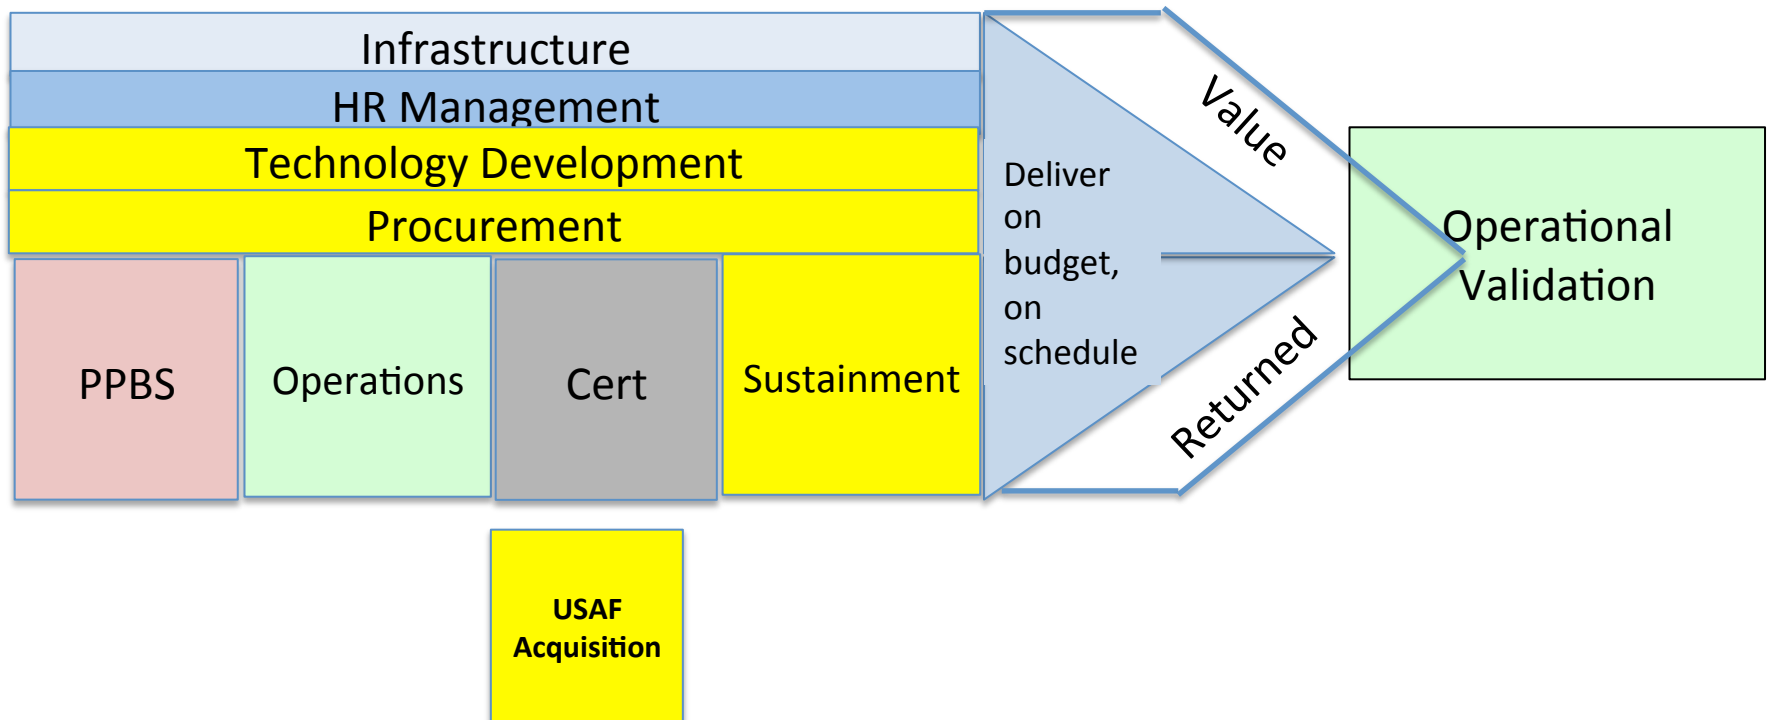 Infrastructure
HR Management
Technology Development
Procurement
PPBS
Operations
Cert
Sustainment
Deliver
on
budget,
on
schedule
Value
Returned
Operational
Validation
USAF
Acquisition